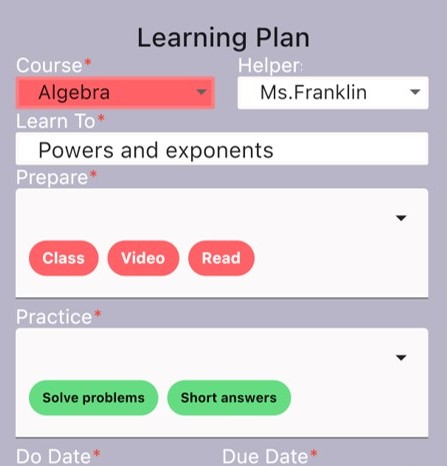 Learning Plan
Course* Helper:
Algebra Ms.Franklin
Learn To*
Powers and exponents
Prepare*
Class Video Read
Practice*
Solve problems Short answers
Do Date* Due Date*